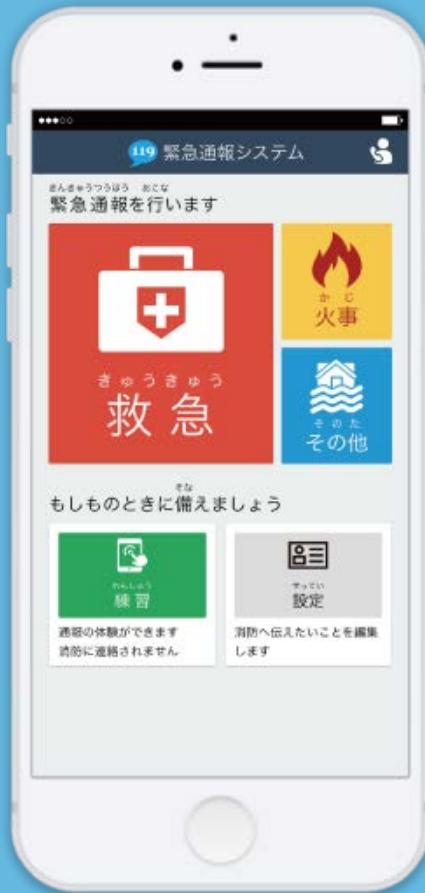 119 緊急通報システム
きんきゅうつうほう おこな
緊急通報を行います
きゅうきゅう
救急
かじ
火事
そのた
その他
そな
もしものときに備えましょう
れんしゅう
練習
通報の体験ができます
消防に連絡されません
せってい
設定
消防へ伝えたいことを編集
します